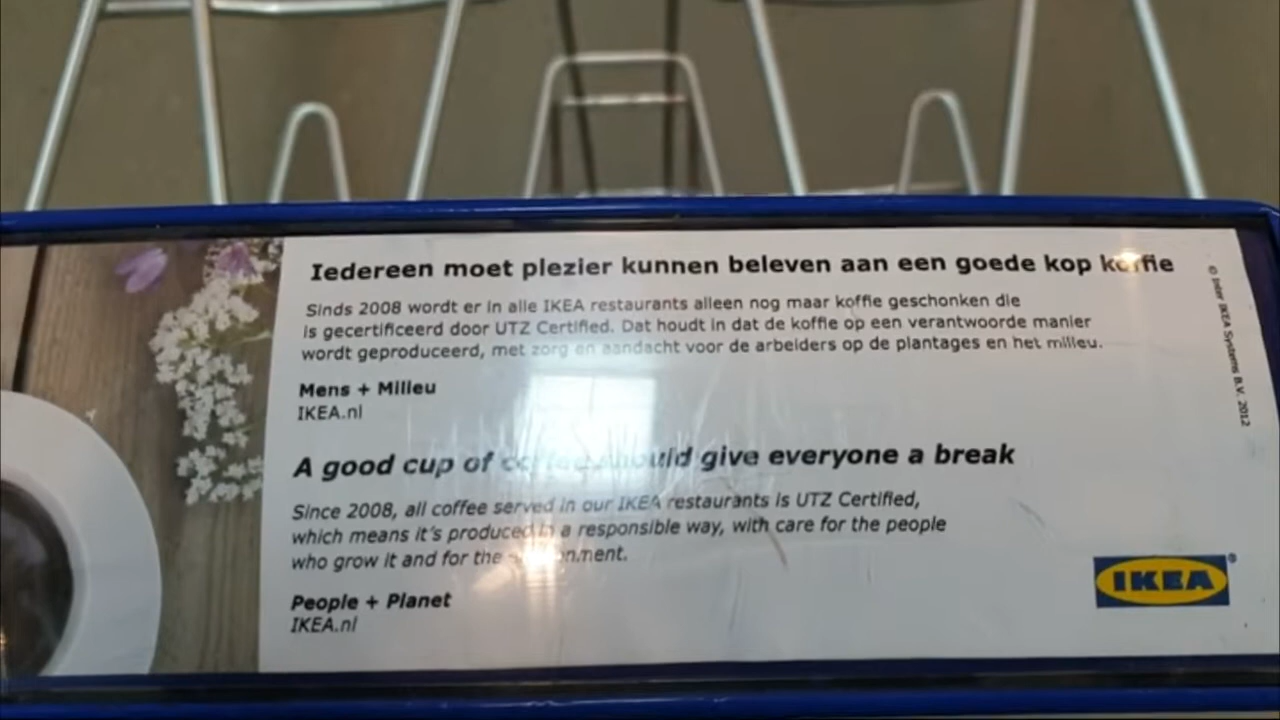 Iedereen moet plezier kunnen beleven aan een goede kop koffie
Sinds 2008 wordt er in alle IKEA restaurants alleen nog maar koffie geschonken die
is gecertificeerd door UTZ Certified. Dat houdt in dat de koffie op een verantwoorde manier
wordt geproduceerd, met zorg en aandacht voor de arbeiders op de plantages en het milieu.
Mens + Milieu
IKEA.nl
A good cup of coffee should give everyone a break
Since 2008, all coffee served in our IKEA restaurants is UTZ Certified,
which means it's produced in a responsible way, with care for the people
who grow it and for the environment.
People + Planet
IKEA.nl
© Inter IKEA Systems B.V. 2012
IKEA®